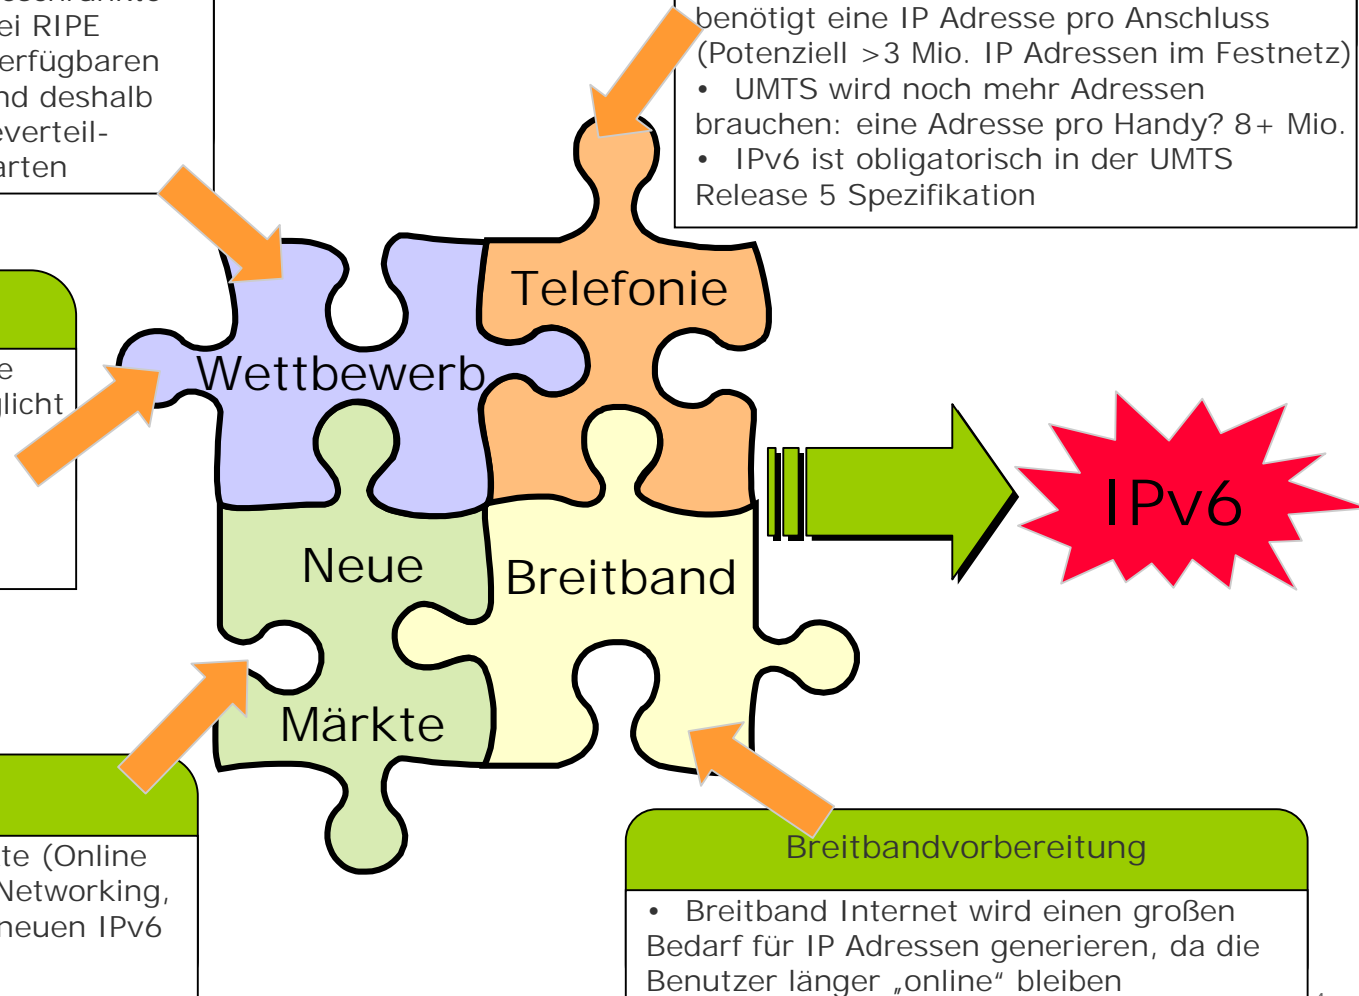 ei RIPE
erfügbaren
nd deshalb
everteil-
arten
benötigt eine IP Adresse pro Anschluss
(Potenziell >3 Mio. IP Adressen im Festnetz)
• UMTS wird noch mehr Adressen
brauchen: eine Adresse pro Handy? 8+ Mio.
• IPv6 ist obligatorisch in der UMTS
Release 5 Spezifikation
e
glicht
Telefonie
Wettbewerb
IPv6
Neue
Märkte
Breitband
te (Online
Networking,
neuen IPv6
Breitbandvorbereitung
• Breitband Internet wird einen großen
Bedarf für IP Adressen generieren, da die
Benutzer länger „online“ bleiben